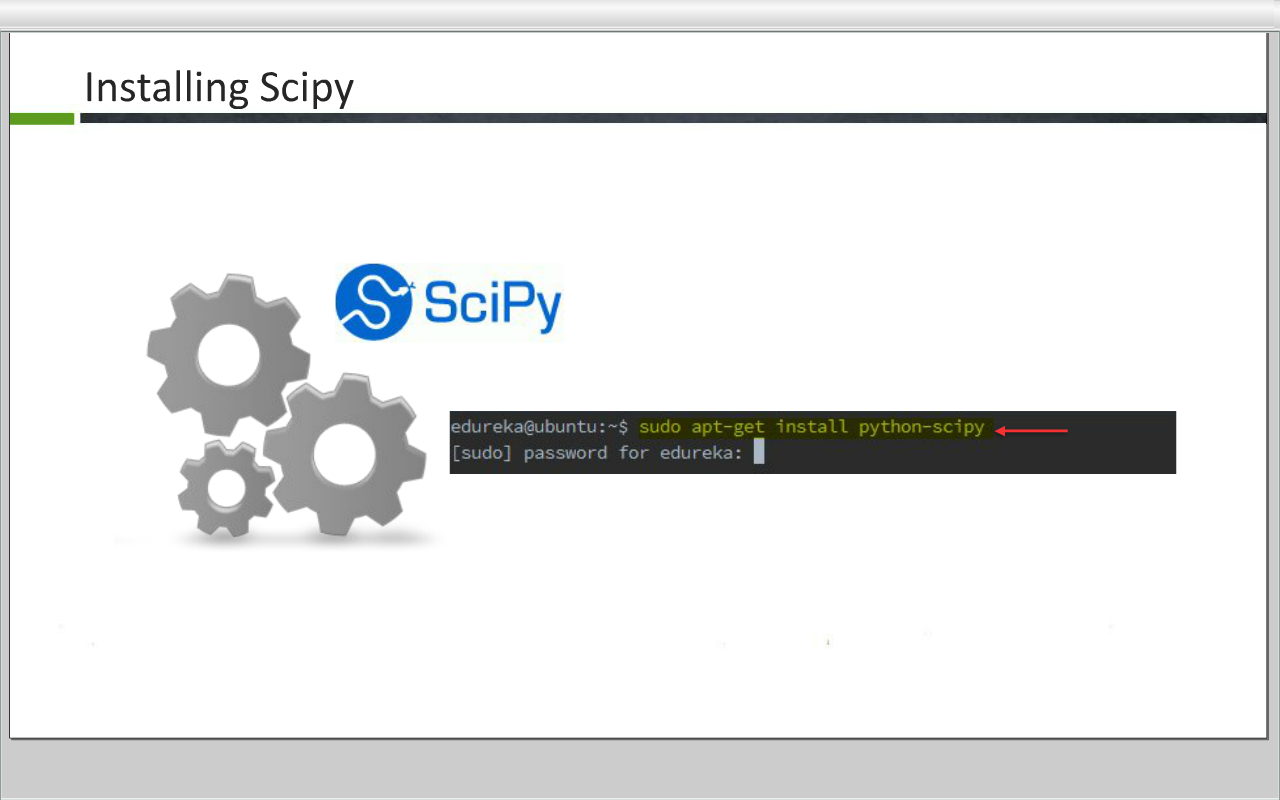 Installing Scipy
SciPy
edureka@ubuntu:~$ sudo apt-get install python-scipy
[sudo] password for edureka: